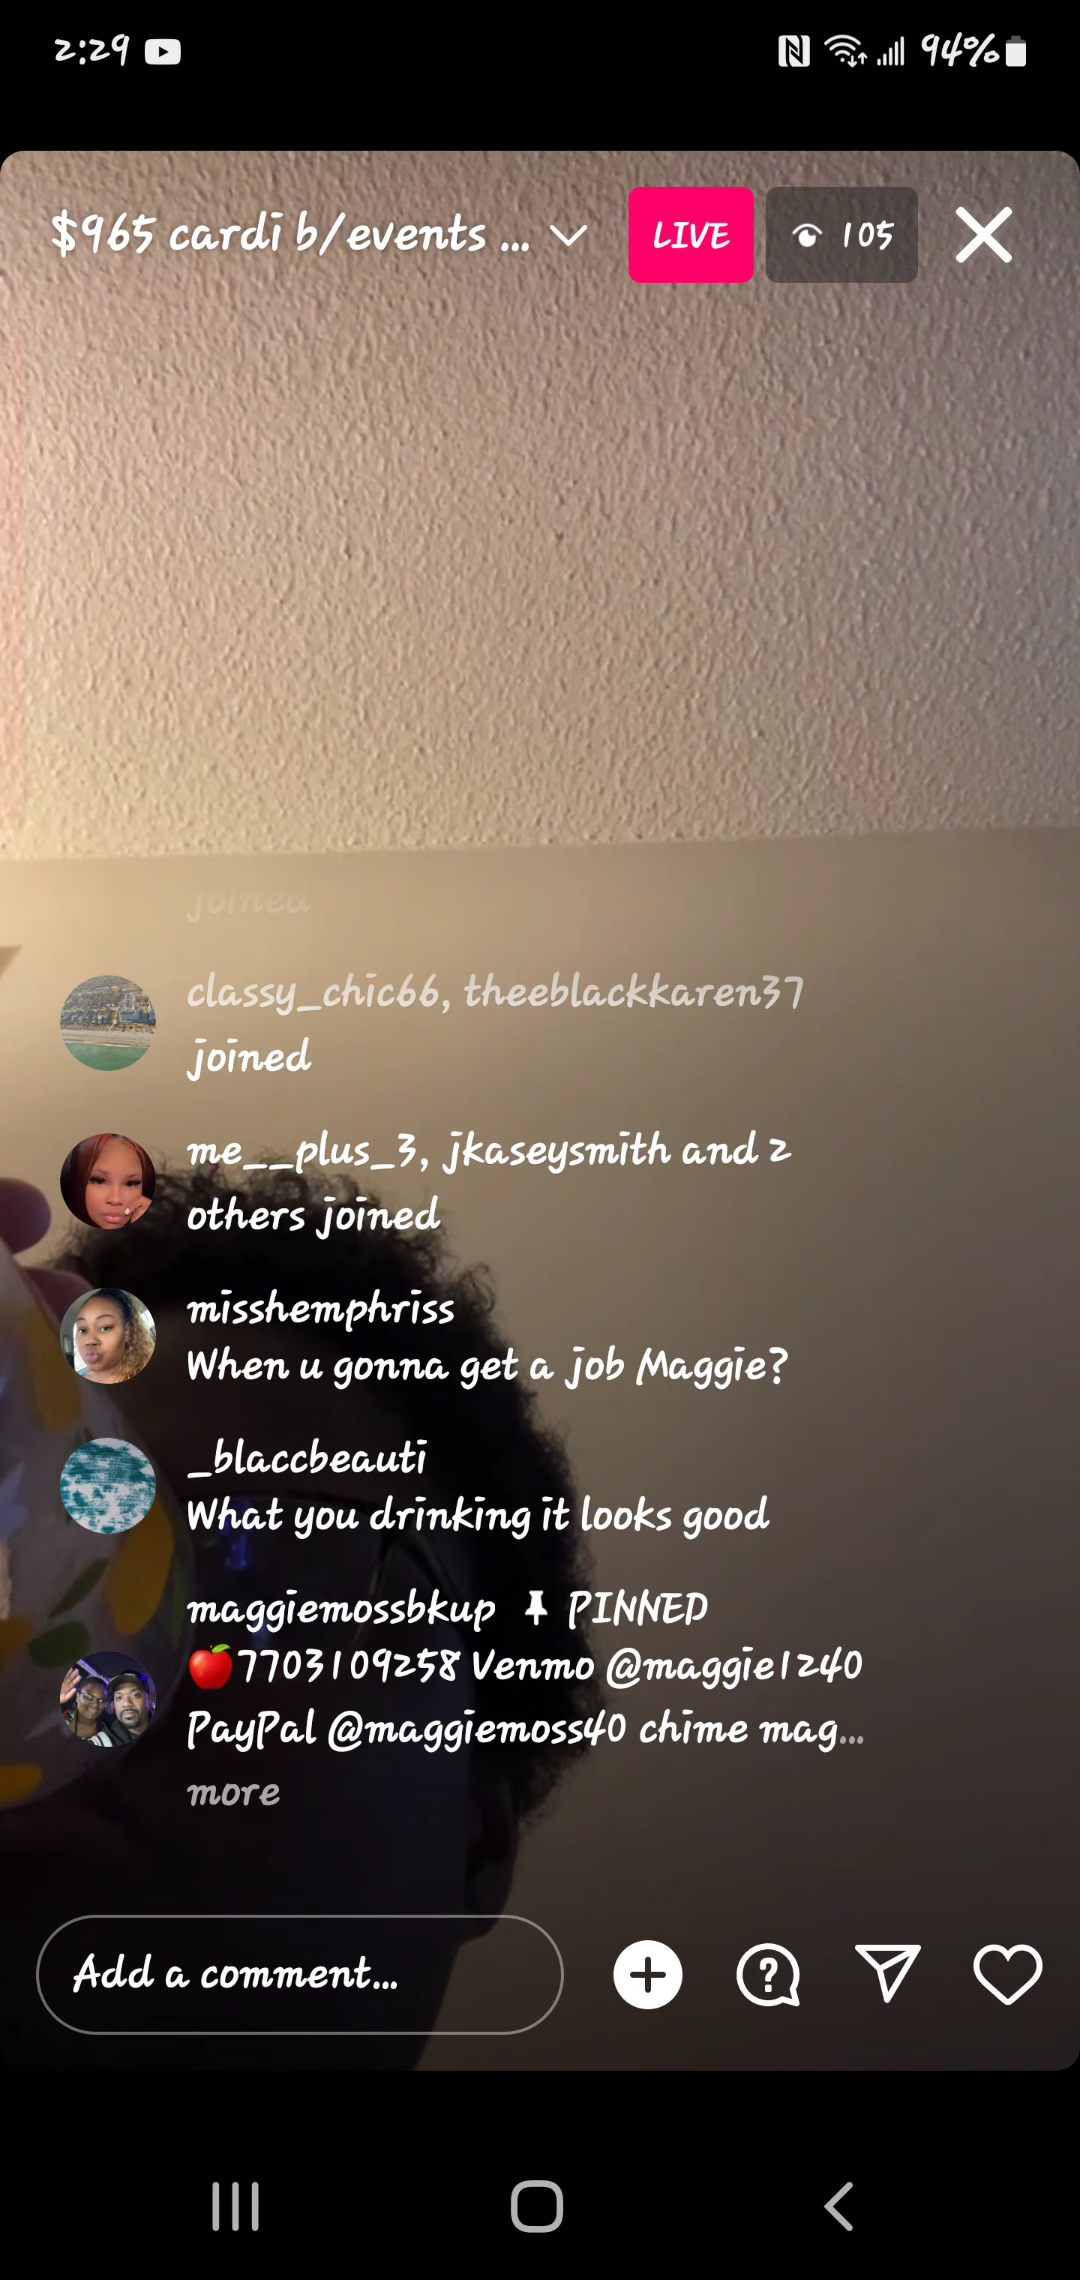 2:29
94%
$965 cardi b/events ...
LIVE
105
joined
classy_chic66, theeblackkaren37
joined
me__plus_3, jkaseysmith and 2
others joined
misshemphriss
When u gonna get a job Maggie?
_blaccbeauti
What you drinking it looks good
maggiemossbkup PINNED
🍎7703109258 Venmo @maggie1240
PayPal @maggiemoss40 chime mag...
more
Add a comment...